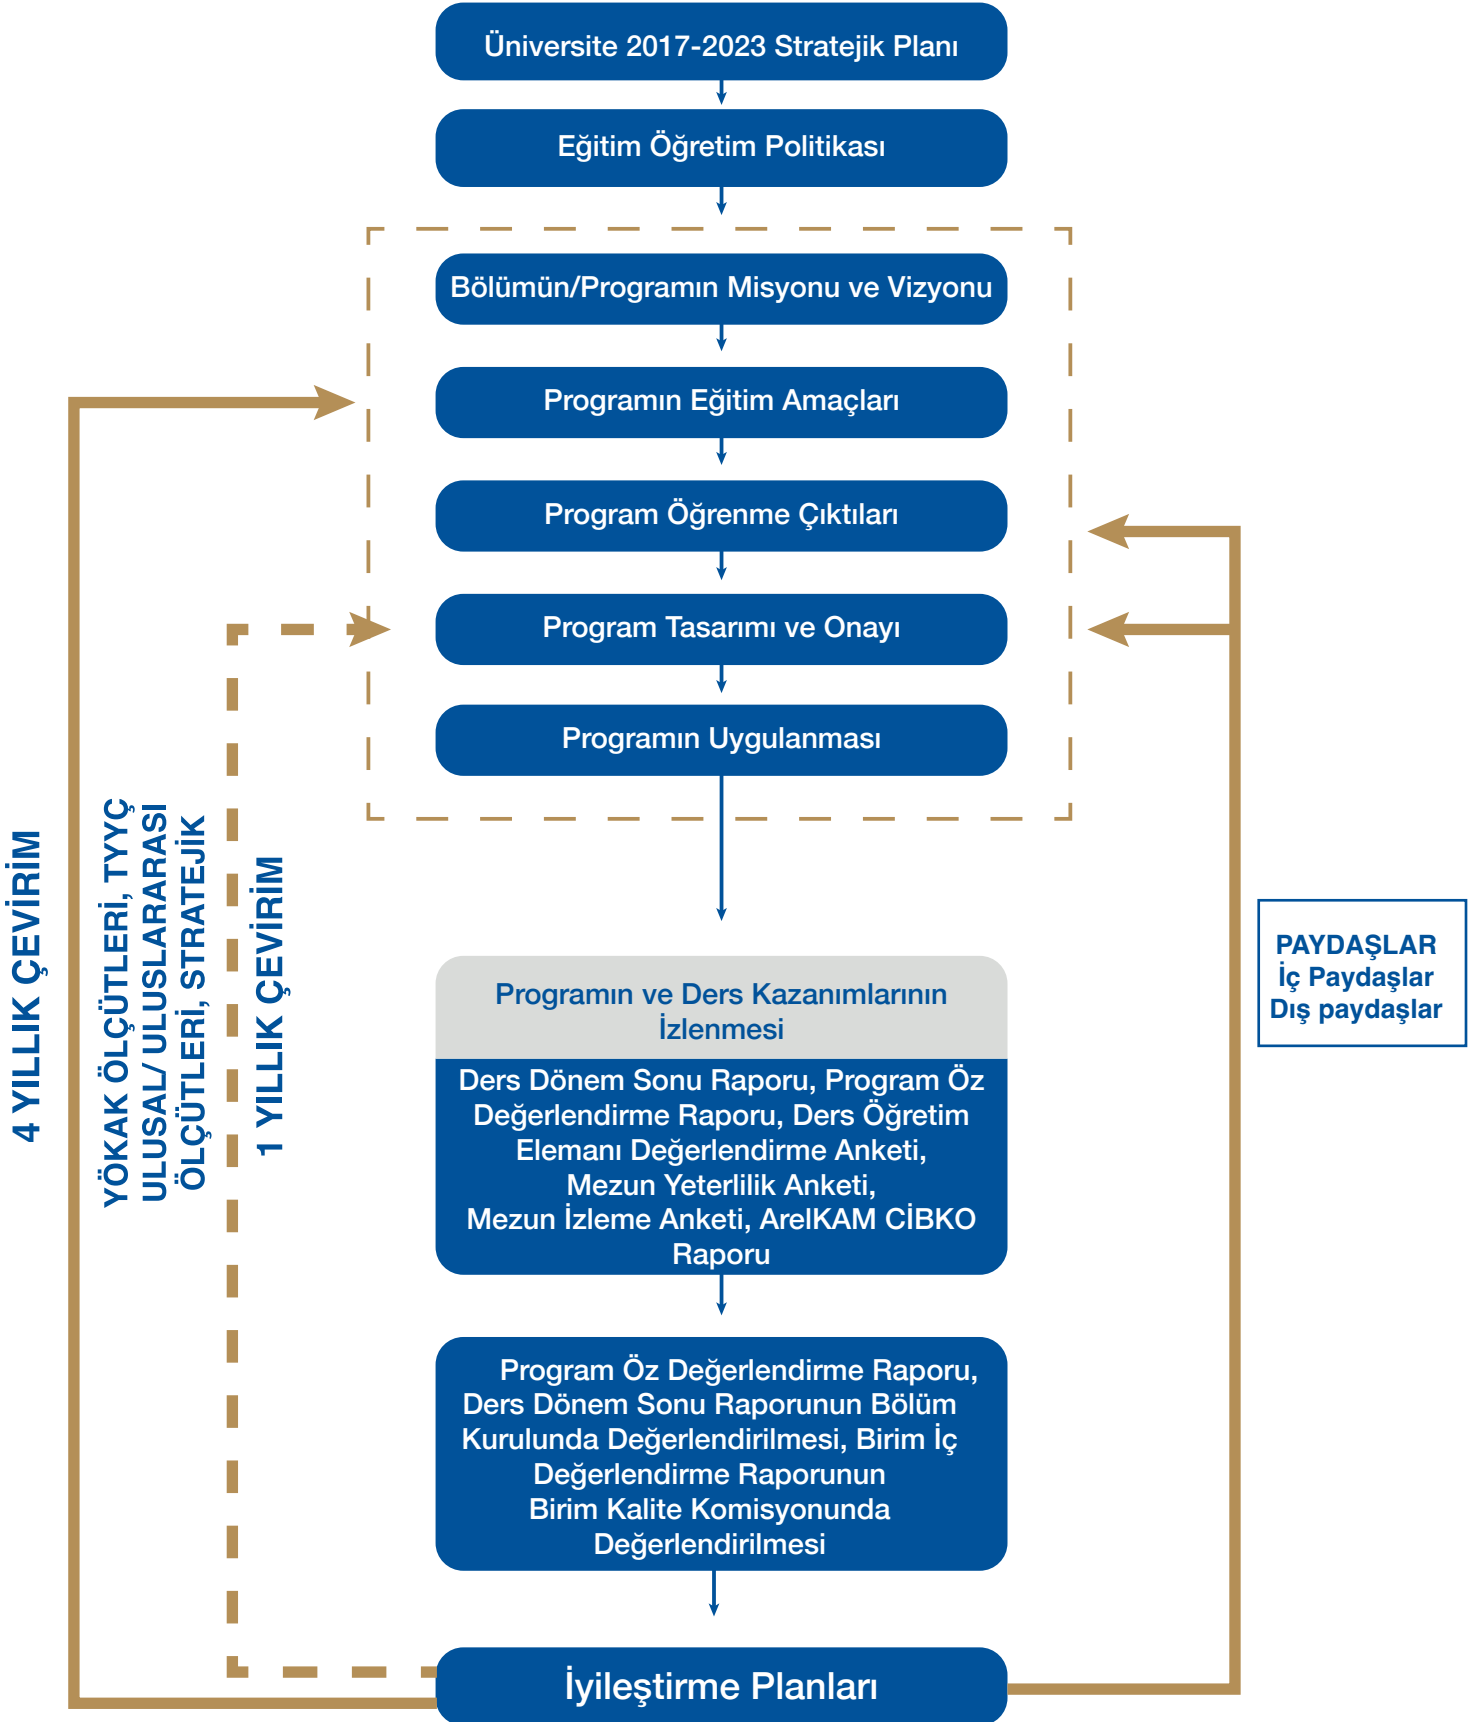 Üniversite 2017-2023 Stratejik Planı
Eğitim Öğretim Politikası
Bölümün/Programın Misyonu ve Vizyonu
Programın Eğitim Amaçları
Program Öğrenme Çıktıları
Program Tasarımı ve Onayı
Programın Uygulanması
4 YILLIK ÇEVİRİM
YÖKAK ÖLÇÜTLERİ, TYYÇ
ULUSAL/ ULUSLARARASI
ÖLÇÜTLERİ, STRATEJİK
1 YILLIK ÇEVİRİM
PAYDAŞLAR
İç Paydaşlar
Dış paydaşlar
Programın ve Ders Kazanımlarının
İzlenmesi
Ders Dönem Sonu Raporu, Program Öz
Değerlendirme Raporu, Ders Öğretim
Elemanı Değerlendirme Anketi,
Mezun Yeterlilik Anketi,
Mezun İzleme Anketi, ArelKAM CİBKO
Raporu
Program Öz Değerlendirme Raporu,
Ders Dönem Sonu Raporunun Bölüm
Kurulunda Değerlendirilmesi, Birim İç
Değerlendirme Raporunun
Birim Kalite Komisyonunda
Değerlendirilmesi
İyileştirme Planları